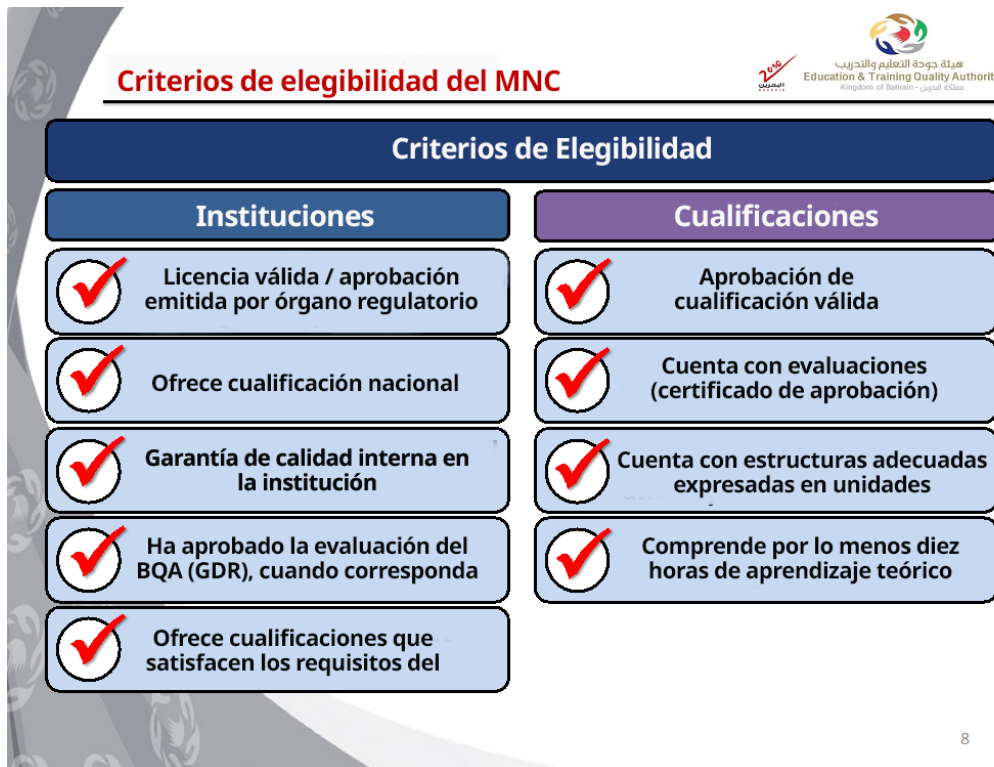 Criterios de elegibilidad del MNC
2030
البحرين
BAHRAIN
هيئة جودة التعليم والتدريب
Education & Training Quality Authorit
Kingdom of Bahrain - مملكة البحرين
Criterios de Elegibilidad
Instituciones
Licencia válida / aprobación
emitida por órgano regulatorio
Ofrece cualificación nacional
Garantía de calidad interna en
la institución
Ha aprobado la evaluación del
BQA (GDR), cuando corresponda
Ofrece cualificaciones que
satisfacen los requisitos del
Cualificaciones
Aprobación de
cualificación válida
Cuenta con evaluaciones
(certificado de aprobación)
Cuenta con estructuras adecuadas
expresadas en unidades
Comprende por lo menos diez
horas de aprendizaje teórico
8